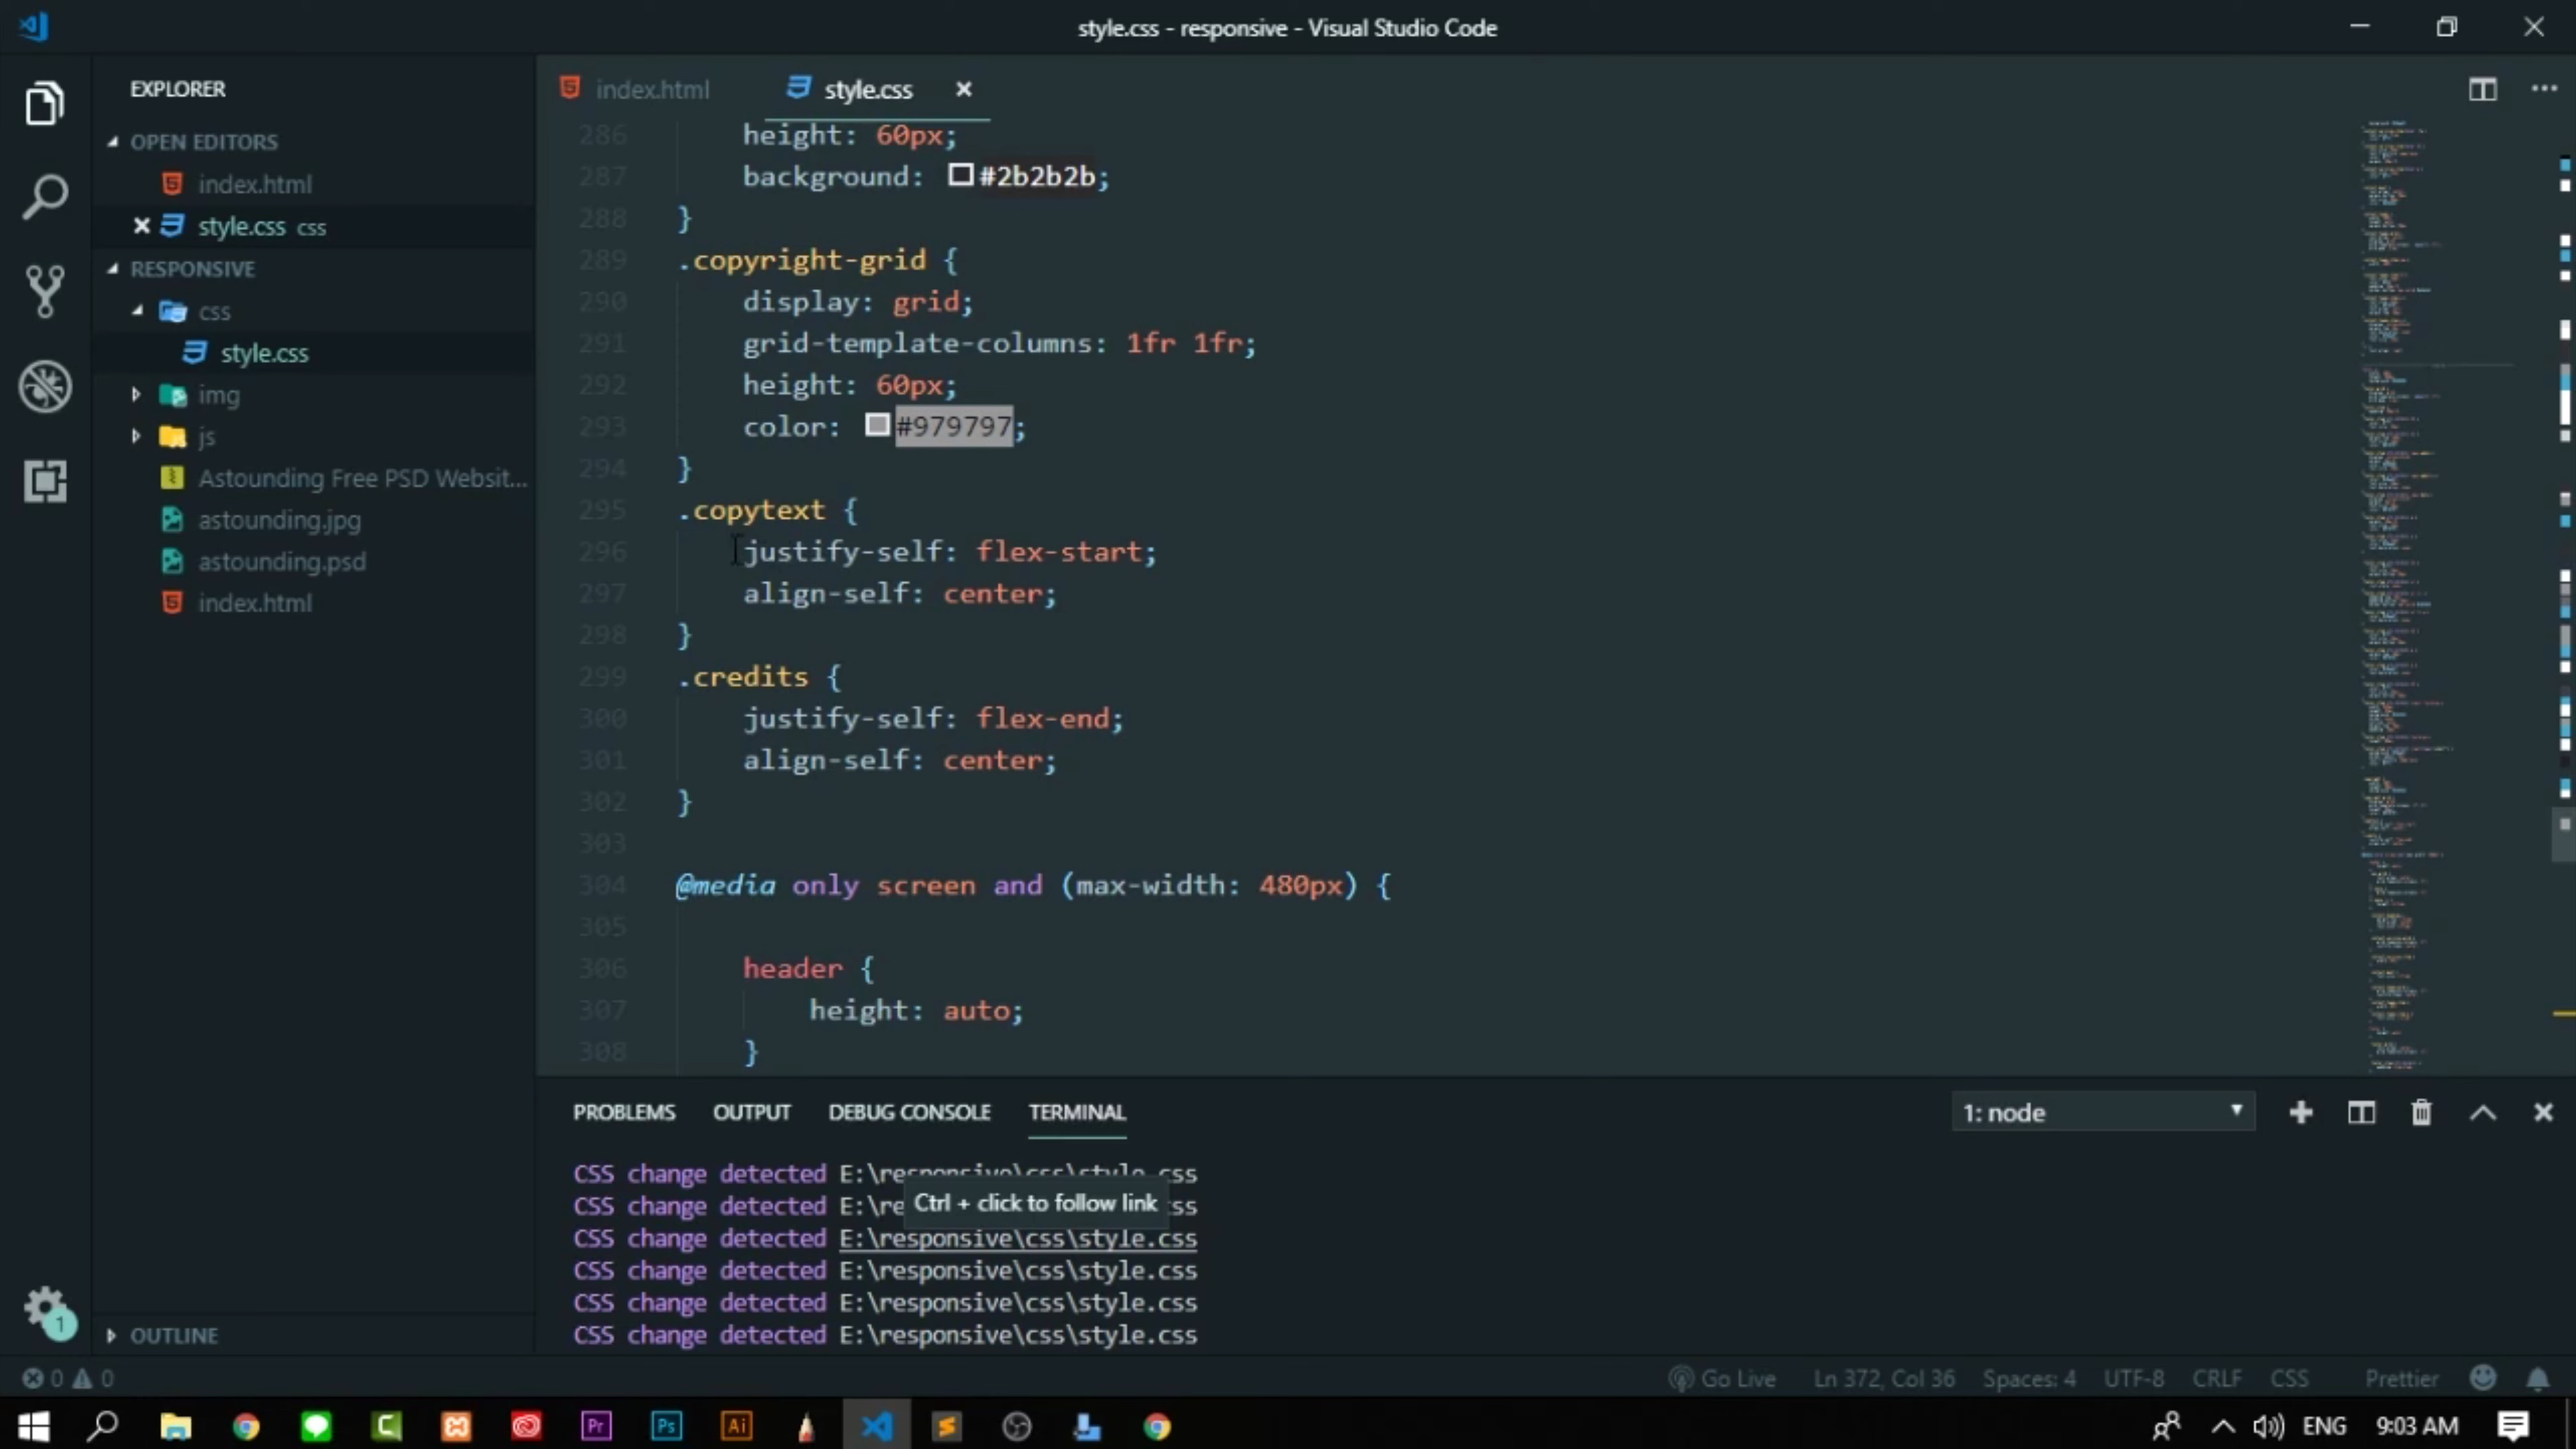 style.css - responsive - Visual Studio Code
EXPLORER
OPEN EDITORS
index.html
style.css css
RESPONSIVE
css
style.css
img
js
Astounding Free PSD Websit...
astounding.jpg
astounding.psd
index.html
OUTLINE
index.html
style.css
286 height: 60px;
287 background: #2b2b2b;
288 }
289 .copyright-grid {
290 display: grid;
291 grid-template-columns: 1fr 1fr;
292 height: 60px;
293 color: #979797;
294 }
295 .copytext {
296 justify-self: flex-start;
297 align-self: center;
298 }
299 .credits {
300 justify-self: flex-end;
301 align-self: center;
302 }
303
304 @media only screen and (max-width: 480px) {
305
306 header {
307 height: auto;
308 }
PROBLEMS OUTPUT DEBUG CONSOLE TERMINAL
1: node
CSS change detected E:\responsive\css\style.css
CSS change detected E:\re css
Ctrl + click to follow link
CSS change detected E:\responsive\css\style.css
CSS change detected E:\responsive\css\style.css
CSS change detected E:\responsive\css\style.css
CSS change detected E:\responsive\css\style.css
1
0 0
Go Live Ln 372, Col 36 Spaces: 4 UTF-8 CRLF CSS Prettier
Pr Ps Ai
ENG 9:03 AM